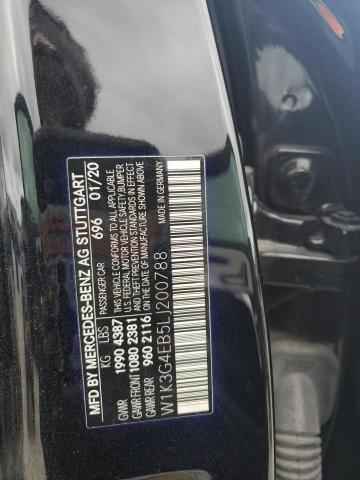 MFD BY MERCEDES-BENZ AG STUTTGART
PASSENGER CAR 696 01/20
KG LBS
GVWR 1990 4387
GWR FRONT 1080 2381
GAWR REAR 960 2116
THIS VEHICLE CONFORMS TO ALL APPLICABLE
U.S. FEDERAL MOTOR VEHICLE SAFETY, BUMPER
AND THEFT PREVENTION STANDARDS IN EFFECT
ON THE DATE OF MANUFACTURE SHOWN ABOVE.
MADE IN GERMANY
W1K3G4EB5LJ200788